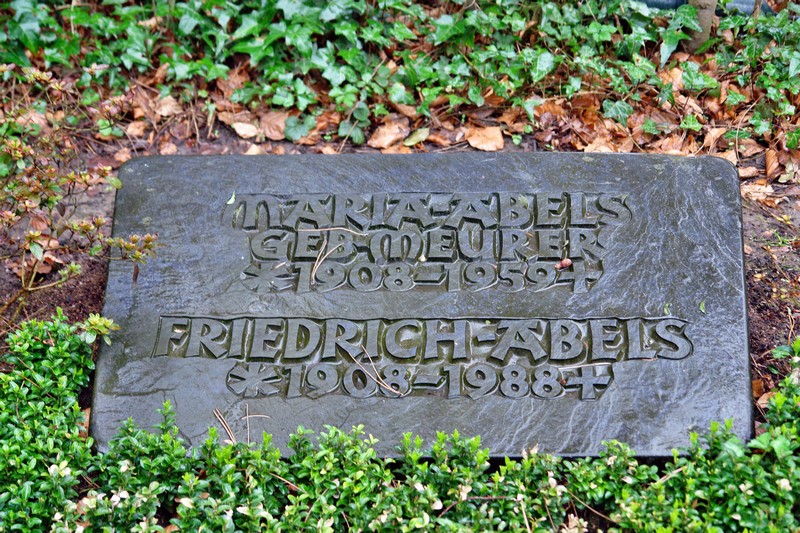 MARIA-ABELS
GEB-MEURER
*1908-1959+
FRIEDRICH-ABELS
*1908-1988+